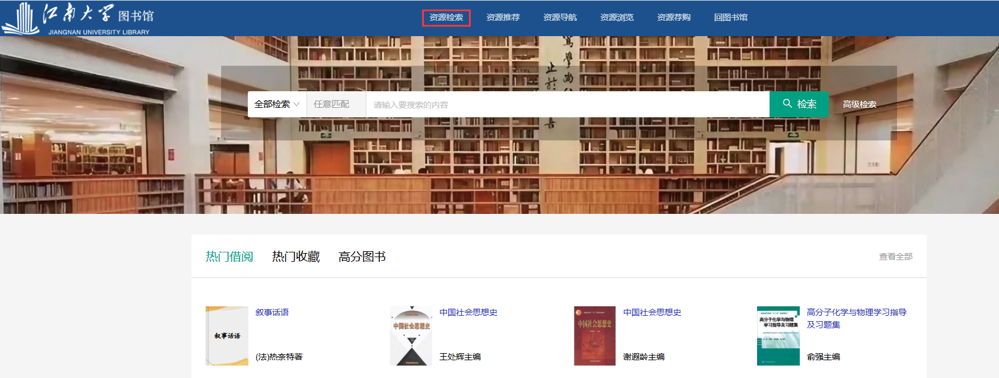 江南大学 图书馆
JIANGNAN UNIVERSITY LIBRARY
资源检索 资源推荐 资源导航 资源浏览 资源荐购 回图书馆
止於
全部检索 任意匹配 请输入要搜索的内容 检索 高级检索
热门借阅 热门收藏 高分图书 查看全部
叙事话语
叙事话语
(法)热奈特著
中国社会思想史
中国社会思想史
王处辉主编
中国社会思想史
中国社会思想史
谢遐龄主编
高分子化学与物理
学习指导及习题集
高分子化学与物理学习指导
及习题集
俞强主编